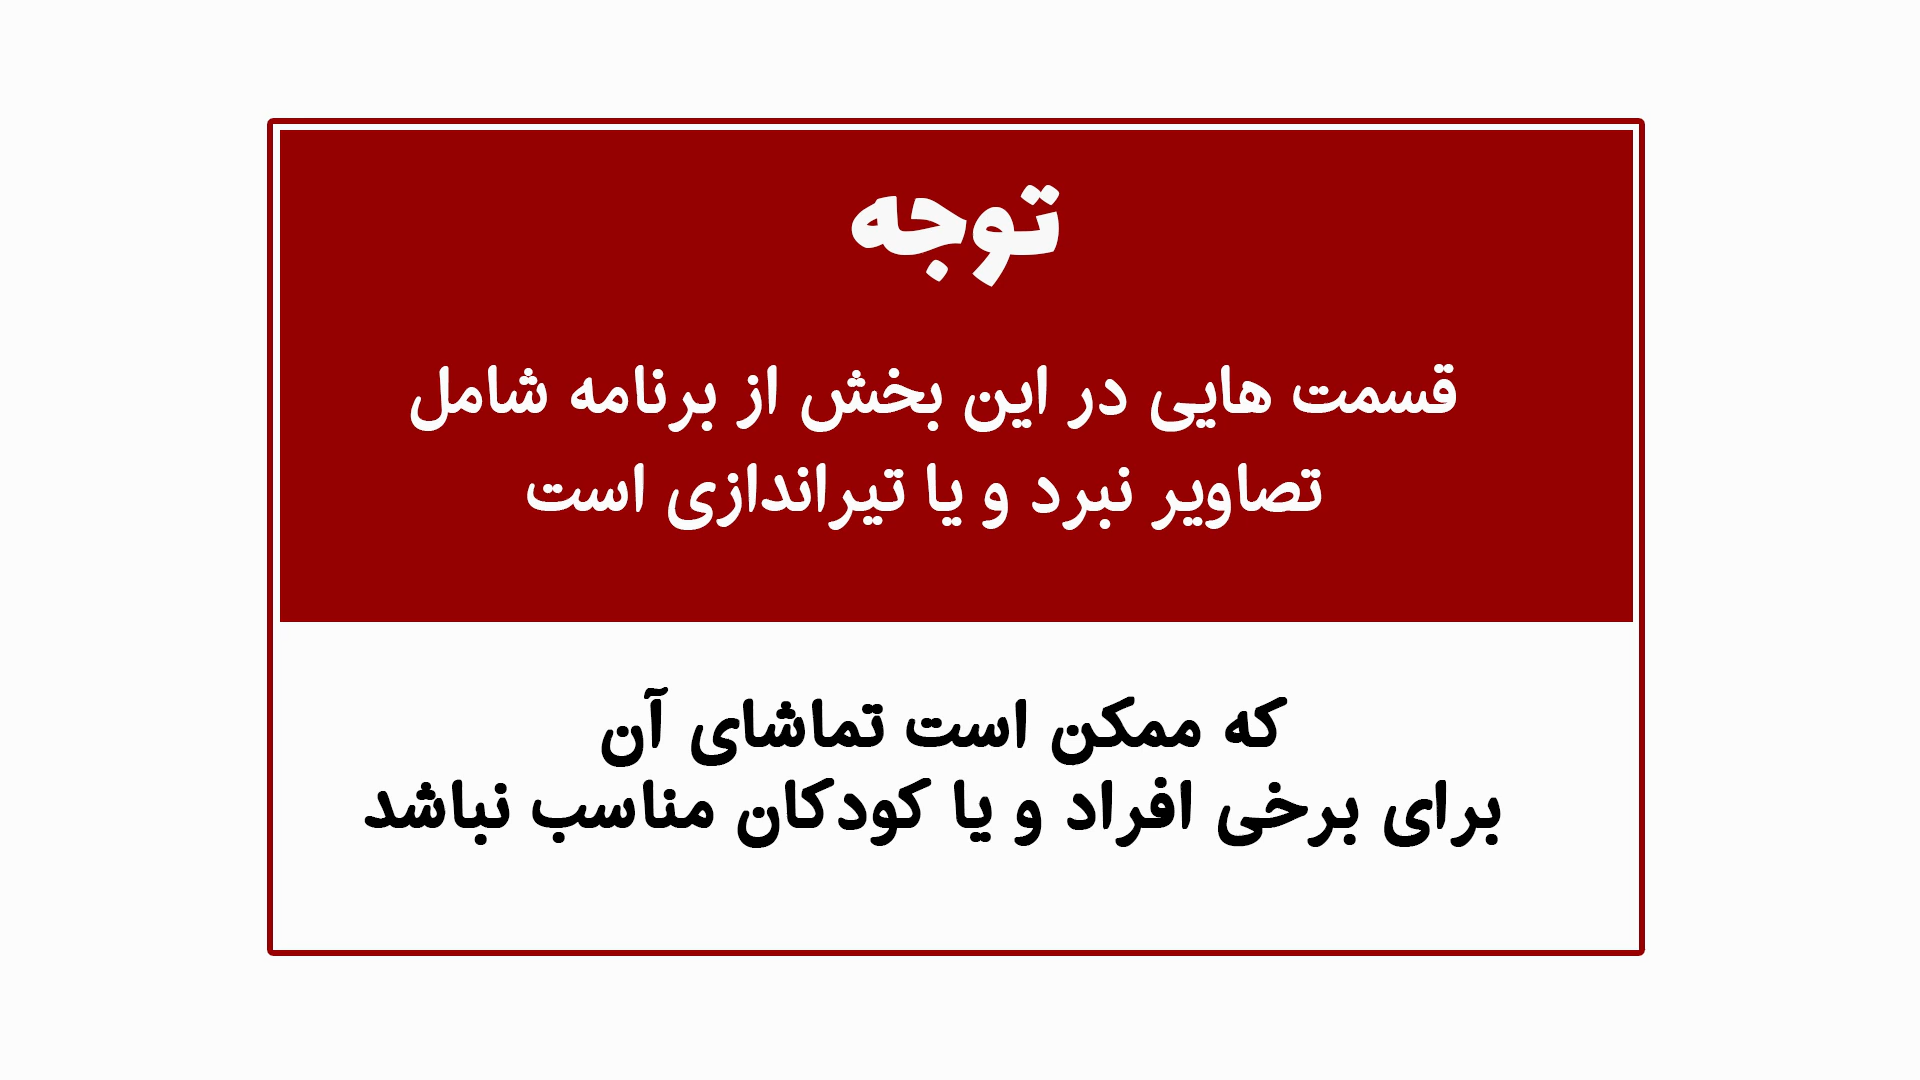 توجه
قسمت هایی در این بخش از برنامه شامل
تصاویر نبرد و یا تیراندازی است
که ممکن است تماشای آن
برای برخی افراد و یا کودکان مناسب نباشد